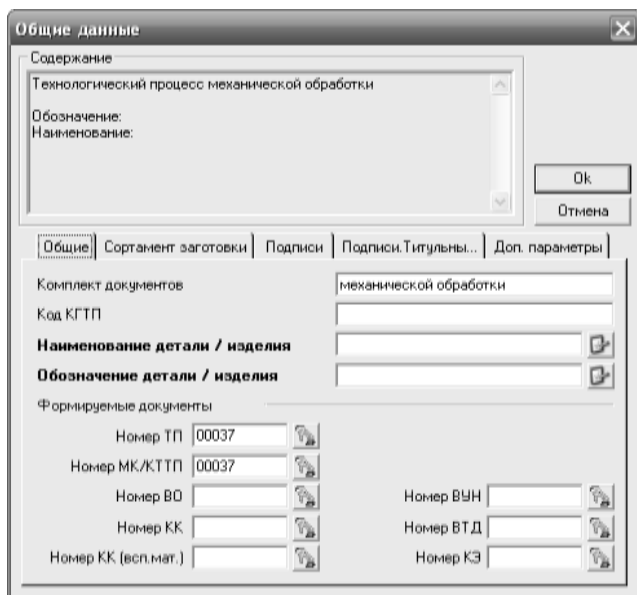 Общие данные
Содержание
Технологический процесс механической обработки
Обозначение:
Наименование:
Ok
Отмена
Общие Сортамент заготовки Подписи Подписи.Титульны... Доп. параметры
Комплект документов механической обработки
Код КГТП
Наименование детали / изделия
Обозначение детали / изделия
Формируемые документы
Номер ТП 00037
Номер МК/КТТП 00037
Номер ВО Номер ВУН
Номер КК Номер ВТД
Номер КК (всп.мат.) Номер КЭ